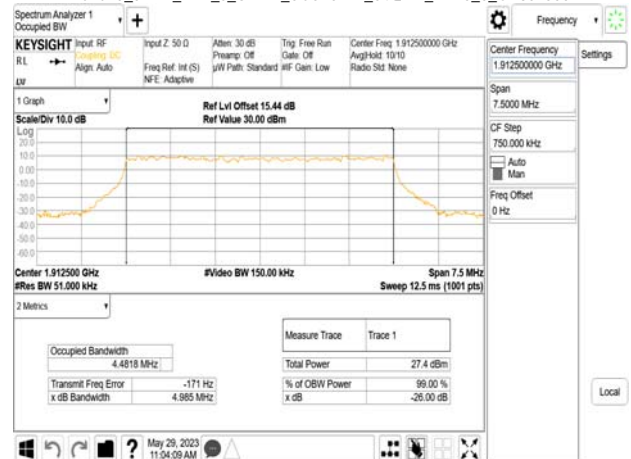 Spectrum Analyzer 1
Occupied BW
Frequency
KEYSIGHT
Input: RF
Coupling: DC
Align: Auto
RL
LV
Input Z: 50 Ω
Freq Ref: Int (S)
NFE: Adaptive
Atten: 30 dB
Preamp: Off
µW Path: Standard
Trig: Free Run
Gate: Off
#IF Gain: Low
Center Freq: 1.912500000 GHz
Avg|Hold: 10/10
Radio Std: None
Center Frequency
1.912500000 GHz
Settings
Span
7.5000 MHz
CF Step
750.000 kHz
Auto
Man
Freq Offset
0 Hz
Local
1 Graph
Scale/Div 10.0 dB
Ref Lvl Offset 15.44 dB
Ref Value 30.00 dBm
Log
20.0
10.0
0.00
-10.0
-20.0
-30.0
-40.0
-50.0
-60.0
Center 1.912500 GHz
#Video BW 150.00 kHz
Span 7.5 MHz
#Res BW 51.000 kHz
Sweep 12.5 ms (1001 pts)
2 Metrics
Measure Trace Trace 1
Occupied Bandwidth
4.4818 MHz
Total Power 27.4 dBm
Transmit Freq Error -171 Hz
% of OBW Power 99.00 %
x dB Bandwidth 4.985 MHz
x dB -26.00 dB
May 29, 2023
11:04:09 AM